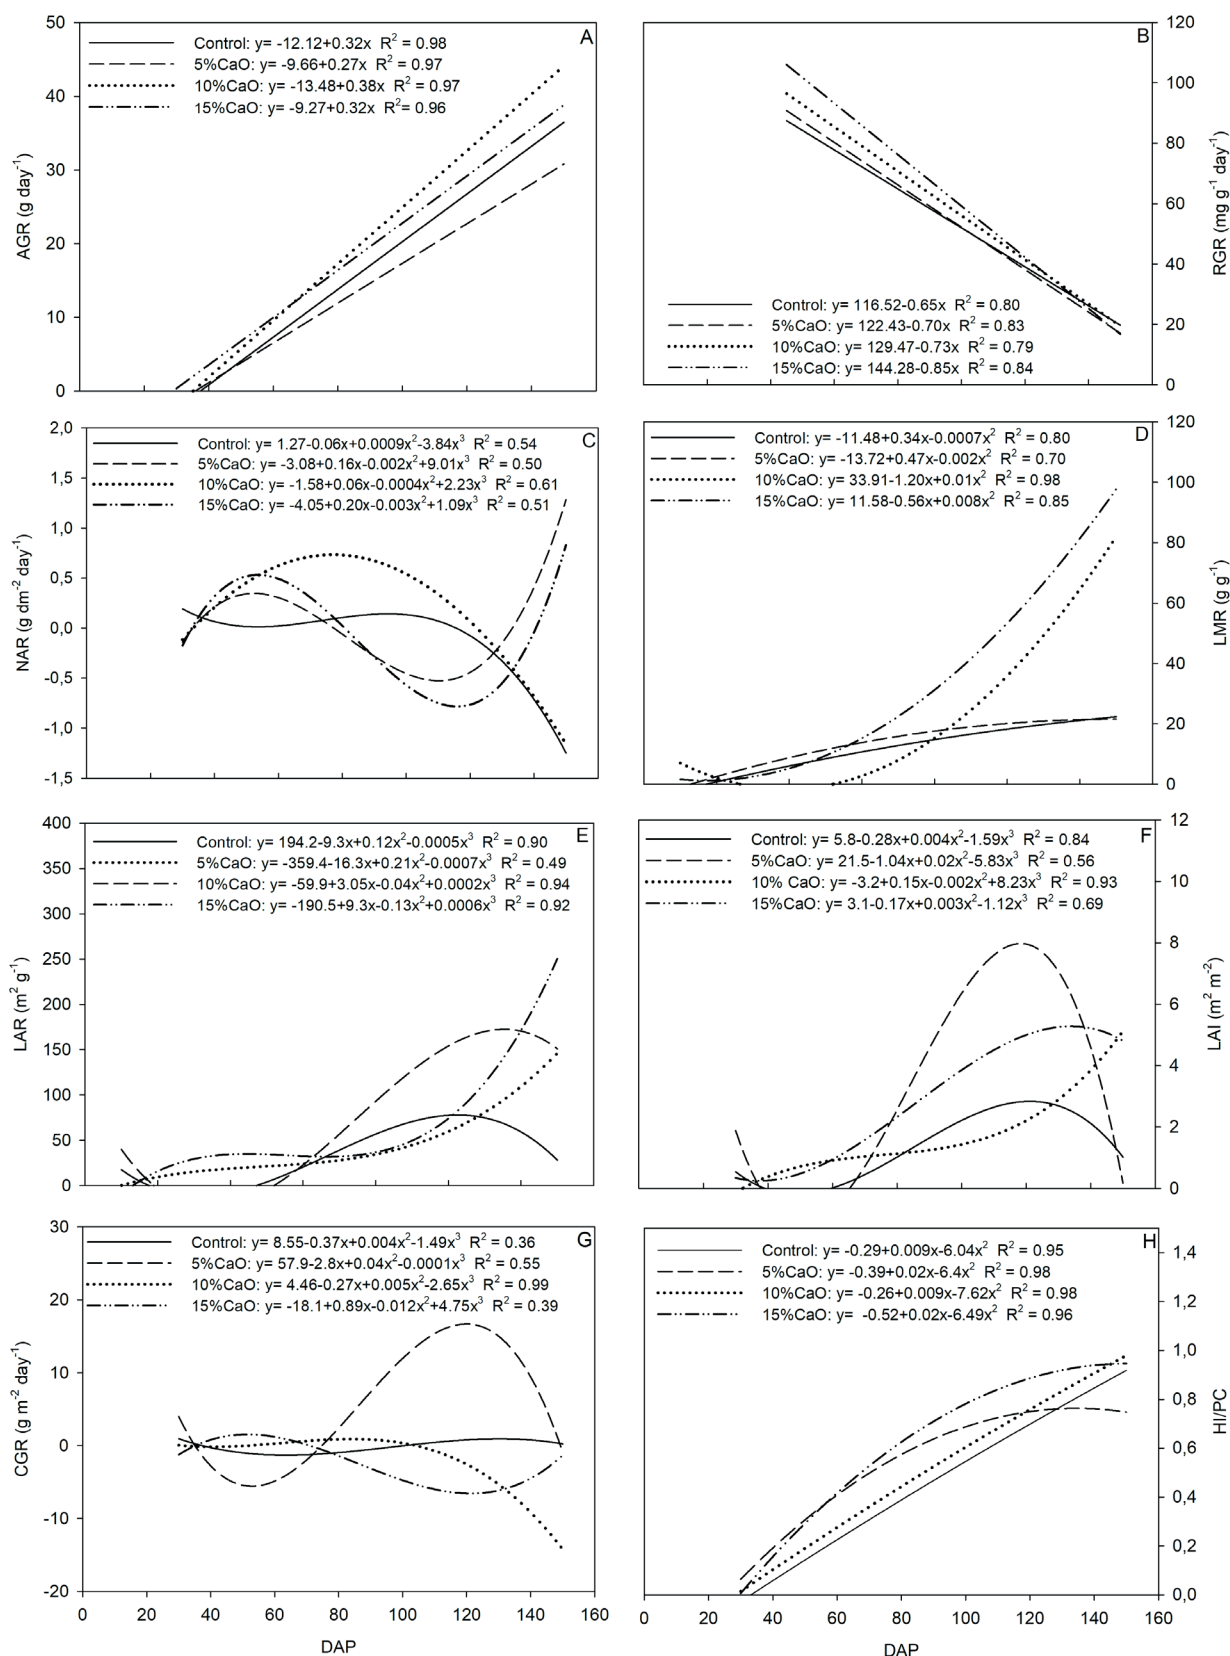 A
Control: y= -12.12+0.32x R² = 0.98
5%CaO: y= -9.66+0.27x R² = 0.97
10%CaO: y= -13.48+0.38x R² = 0.97
15%CaO: y= -9.27+0.32x R² = 0.96
50
40
30
20
10
0
AGR (g day⁻¹)
B
Control: y= 116.52-0.65x R² = 0.80
5%CaO: y= 122.43-0.70x R² = 0.83
10%CaO: y= 129.47-0.73x R² = 0.79
15%CaO: y= 144.28-0.85x R² = 0.84
120
100
80
60
40
20
0
RGR (mg g⁻¹ day⁻¹)
C
Control: y= 1.27-0.06x+0.0009x²-3.84x³ R² = 0.54
5%CaO: y= -3.08+0.16x-0.002x²+9.01x³ R² = 0.50
10%CaO: y= -1.58+0.06x-0.0004x²+2.23x³ R² = 0.61
15%CaO: y= -4.05+0.20x-0.003x²+1.09x³ R² = 0.51
2,0
1,5
1,0
0,5
0,0
-0,5
-1,0
-1,5
NAR (g dm⁻² day⁻¹)
D
Control: y= -11.48+0.34x-0.0007x² R² = 0.80
5%CaO: y= -13.72+0.47x-0.002x² R² = 0.70
10%CaO: y= 33.91-1.20x+0.01x² R² = 0.98
15%CaO: y= 11.58-0.56x+0.008x² R² = 0.85
120
100
80
60
40
20
0
LMR (g g⁻¹)
E
Control: y= 194.2-9.3x+0.12x²-0.0005x³ R² = 0.90
5%CaO: y= -359.4-16.3x+0.21x²-0.0007x³ R² = 0.49
10%CaO: y= -59.9+3.05x-0.04x²+0.0002x³ R² = 0.94
15%CaO: y= -190.5+9.3x-0.13x²+0.0006x³ R² = 0.92
400
350
300
250
200
150
100
50
0
LAR (m² g⁻¹)
F
Control: y= 5.8-0.28x+0.004x²-1.59x³ R² = 0.84
5%CaO: y= 21.5-1.04x+0.02x²-5.83x³ R² = 0.56
10% CaO: y= -3.2+0.15x-0.002x²+8.23x³ R² = 0.93
15%CaO: y= 3.1-0.17x+0.003x²-1.12x³ R² = 0.69
12
10
8
6
4
2
0
LAI (m² m⁻²)
G
Control: y= 8.55-0.37x+0.004x²-1.49x³ R² = 0.36
5%CaO: y= 57.9-2.8x+0.04x²-0.0001x³ R² = 0.55
10%CaO: y= 4.46-0.27x+0.005x²-2.65x³ R² = 0.99
15%CaO: y= -18.1+0.89x-0.012x²+4.75x³ R² = 0.39
30
20
10
0
-10
-20
CGR (g m⁻² day⁻¹)
0 20 40 60 80 100 120 140 160
DAP
H
Control: y= -0.29+0.009x-6.04x² R² = 0.95
5%CaO: y= -0.39+0.02x-6.4x² R² = 0.98
10%CaO: y= -0.26+0.009x-7.62x² R² = 0.98
15%CaO: y= -0.52+0.02x-6.49x² R² = 0.96
1,4
1,2
1,0
0,8
0,6
0,4
0,2
0,0
HI/PC
0 20 40 60 80 100 120 140 160
DAP